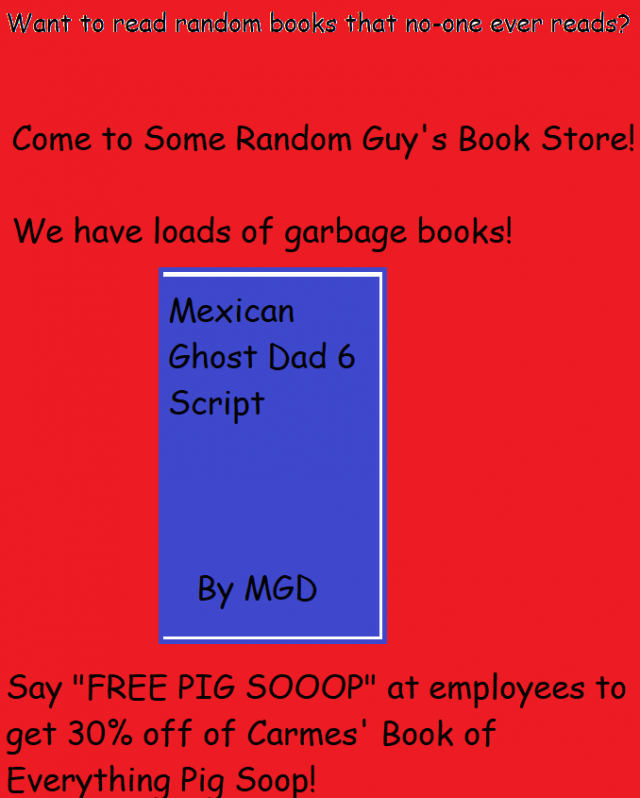 Want to read random books that no-one ever reads?
Come to Some Random Guy's Book Store!
We have loads of garbage books!
Mexican
Ghost Dad 6
Script
By MGD
Say "FREE PIG SOOOP" at employees to
get 30% off of Carmes' Book of
Everything Pig Soop!